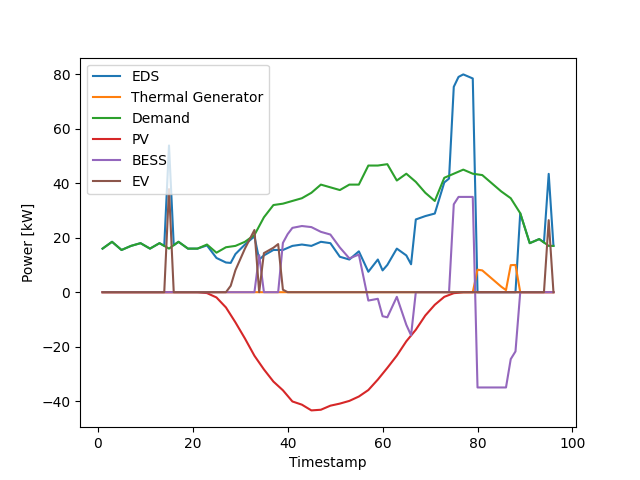 80
60
40
20
0
−20
−40
Power [kW]
EDS
Thermal Generator
Demand
PV
BESS
EV
0 20 40 60 80 100
Timestamp